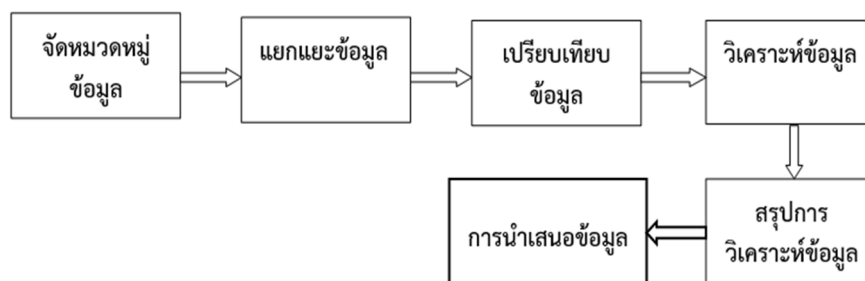 จัดหมวดหมู่
ข้อมูล
แยกแยะข้อมูล
เปรียบเทียบ
ข้อมูล
วิเคราะห์ข้อมูล
สรุปการ
วิเคราะห์ข้อมูล
การนำเสนอข้อมูล